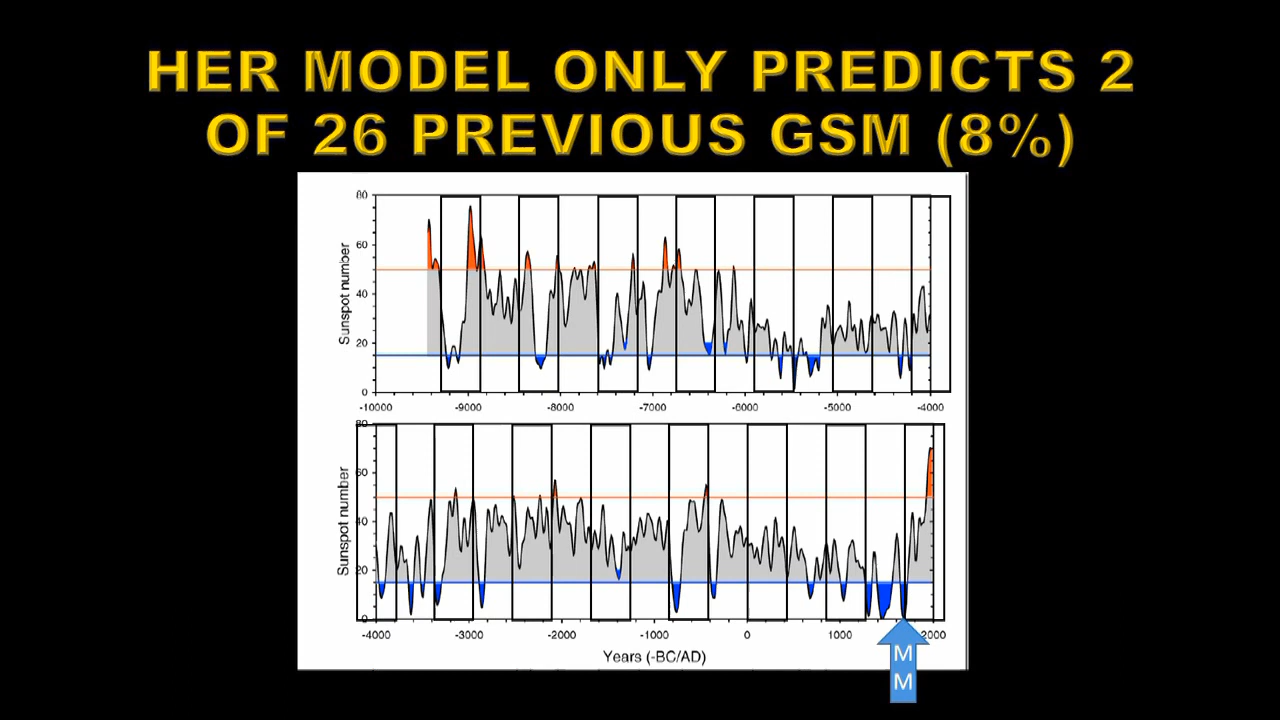 HER MODEL ONLY PREDICTS 2
OF 26 PREVIOUS GSM (8%)
80
60
40
20
0
Sunspot number
-10000 -9000 -8000 -7000 -6000 -5000 -4000
80
60
40
20
0
Sunspot number
-4000 -3000 -2000 -1000 0 1000 2000
Years (-BC/AD)
M
M